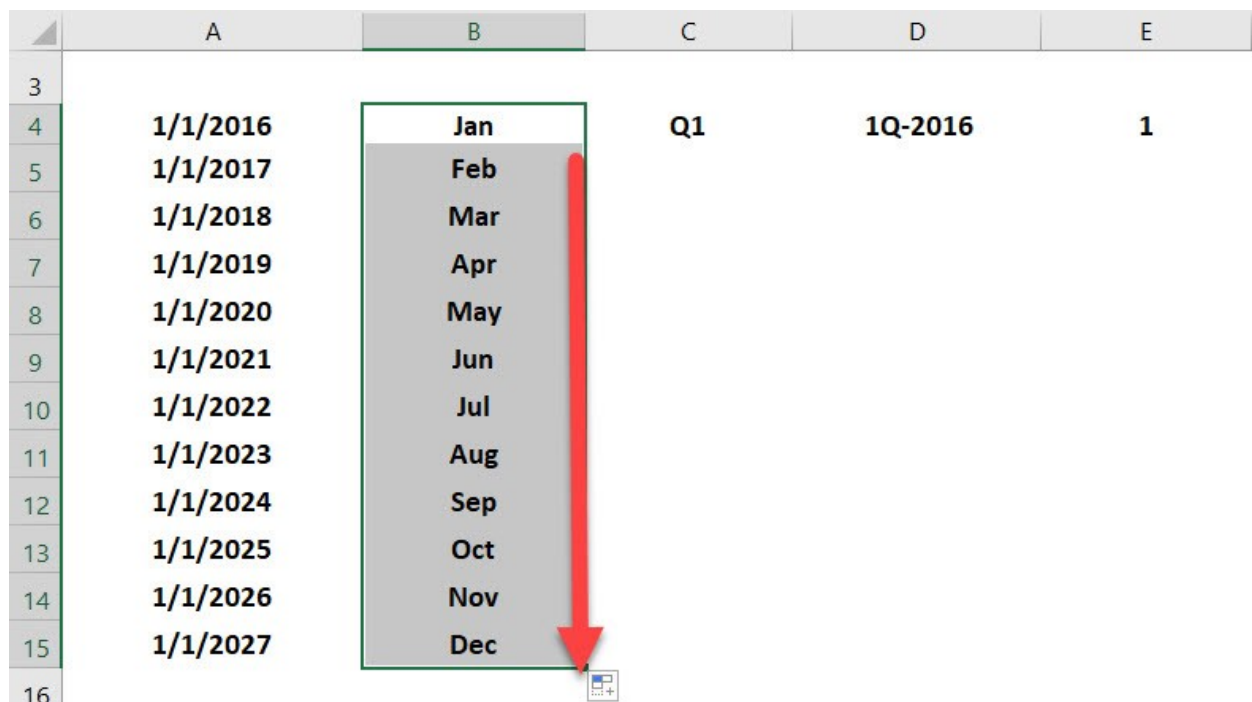 A B C D E
3
4 1/1/2016 Jan Q1 1Q-2016 1
5 1/1/2017 Feb
6 1/1/2018 Mar
7 1/1/2019 Apr
8 1/1/2020 May
9 1/1/2021 Jun
10 1/1/2022 Jul
11 1/1/2023 Aug
12 1/1/2024 Sep
13 1/1/2025 Oct
14 1/1/2026 Nov
15 1/1/2027 Dec
16